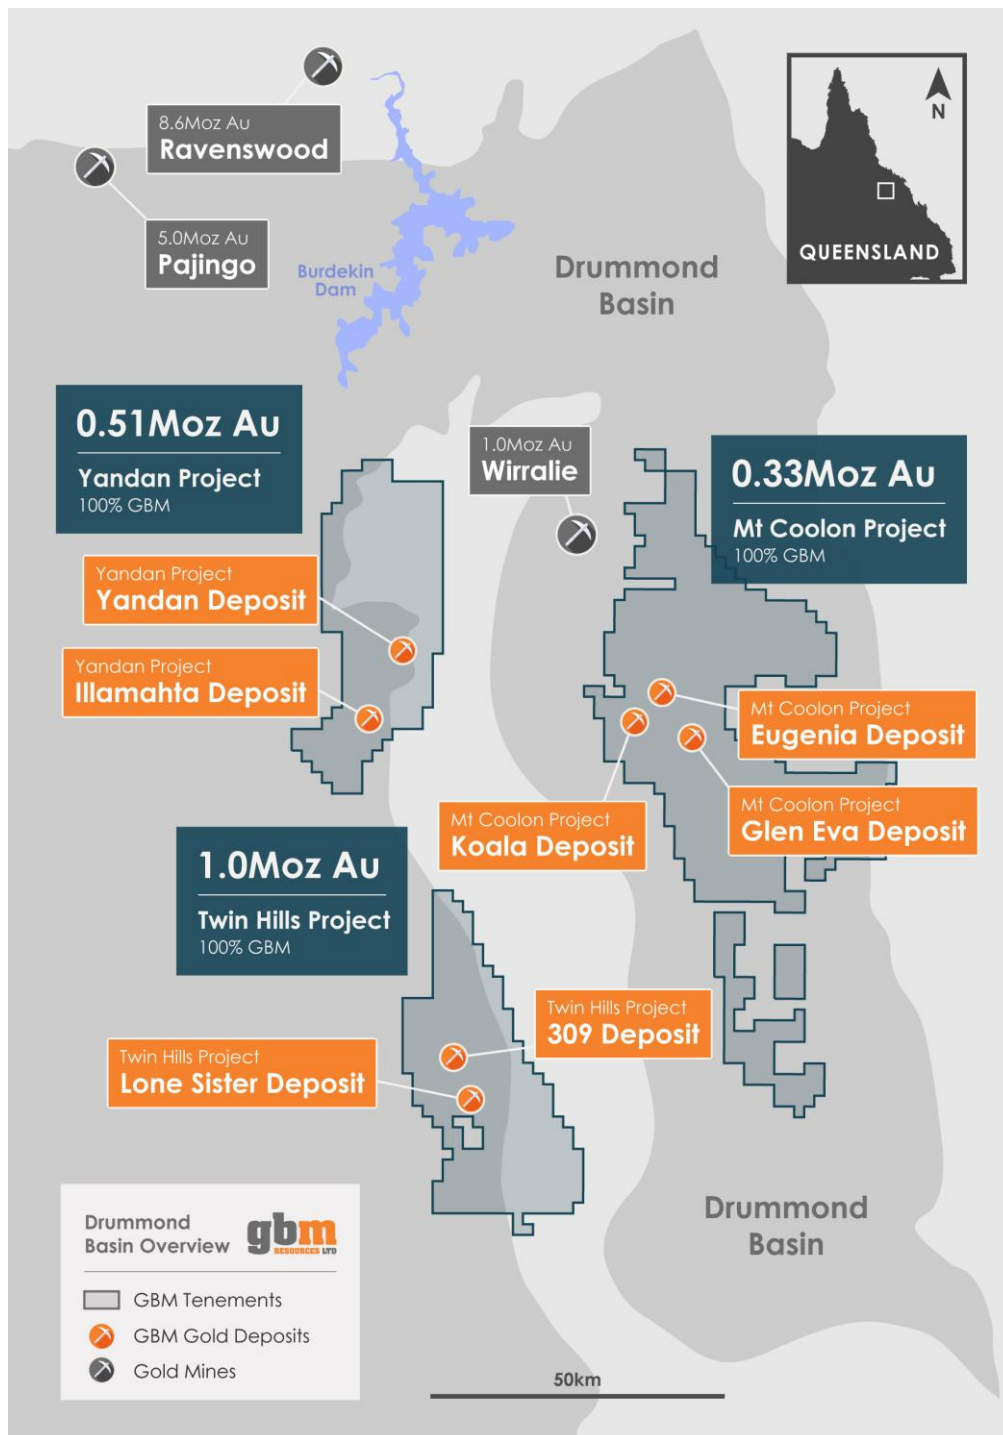 8.6Moz Au
Ravenswood
5.0Moz Au
Pajingo
Burdekin
Dam
Drummond
Basin
N
QUEENSLAND
0.51Moz Au
Yandan Project
100% GBM
1.0Moz Au
Wirralie
0.33Moz Au
Mt Coolon Project
100% GBM
Yandan Project
Yandan Deposit
Yandan Project
Illamahta Deposit
Mt Coolon Project
Eugenia Deposit
Mt Coolon Project
Glen Eva Deposit
Mt Coolon Project
Koala Deposit
1.0Moz Au
Twin Hills Project
100% GBM
Twin Hills Project
309 Deposit
Twin Hills Project
Lone Sister Deposit
Drummond
Basin
Drummond
Basin Overview
gbm
RESOURCES LTD
GBM Tenements
GBM Gold Deposits
Gold Mines
50km